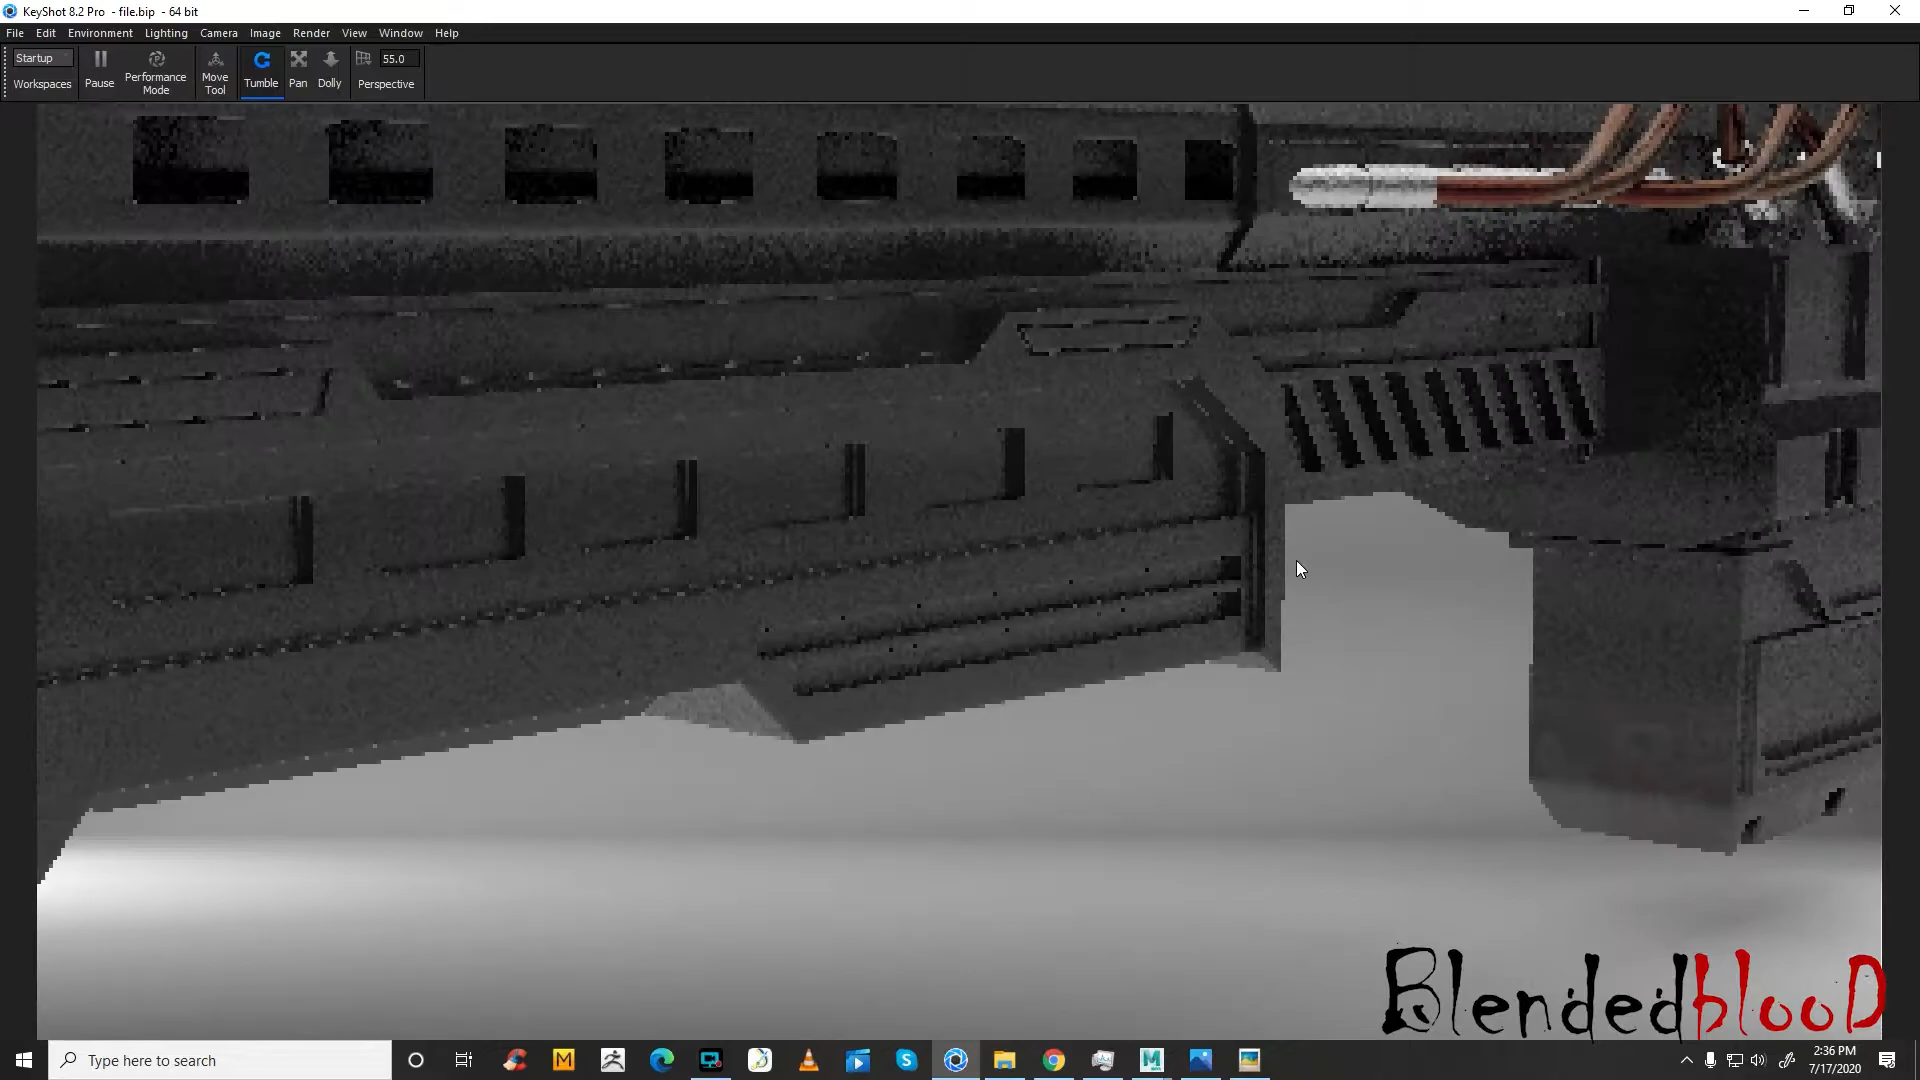 KeyShot 8.2 Pro - file.bip - 64 bit
File Edit Environment Lighting Camera Image Render View Window Help
Startup
Workspaces
Pause
Performance
Mode
Move
Tool
Tumble
Pan
Dolly
55.0
Perspective
BlendedblooD
Type here to search
2:36 PM
7/17/2020